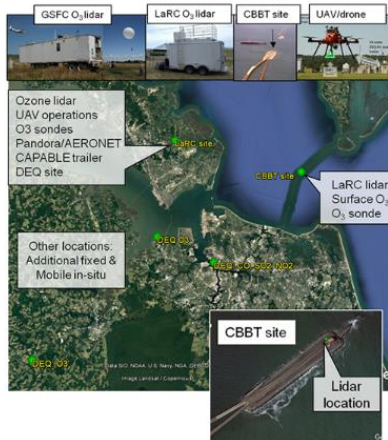 GSFC O₃ lidar
LaRC O₃ lidar
CBBT site
UAV/drone
Ozone lidar
UAV operations
O3 sondes
Pandora/AERONET
CAPABLE trailer
DEQ site
LaRC site
CBBT site
LaRC lidar
Surface O₃
O₃ sonde
Other locations:
Additional fixed &
Mobile in-situ
DEQ O3
DEQ CO, SO2, NO2
DEQ O3
Data SIO, NOAA, U.S. Navy, NGA,
Image Landsat / Copernicus
CBBT site
Lidar
location